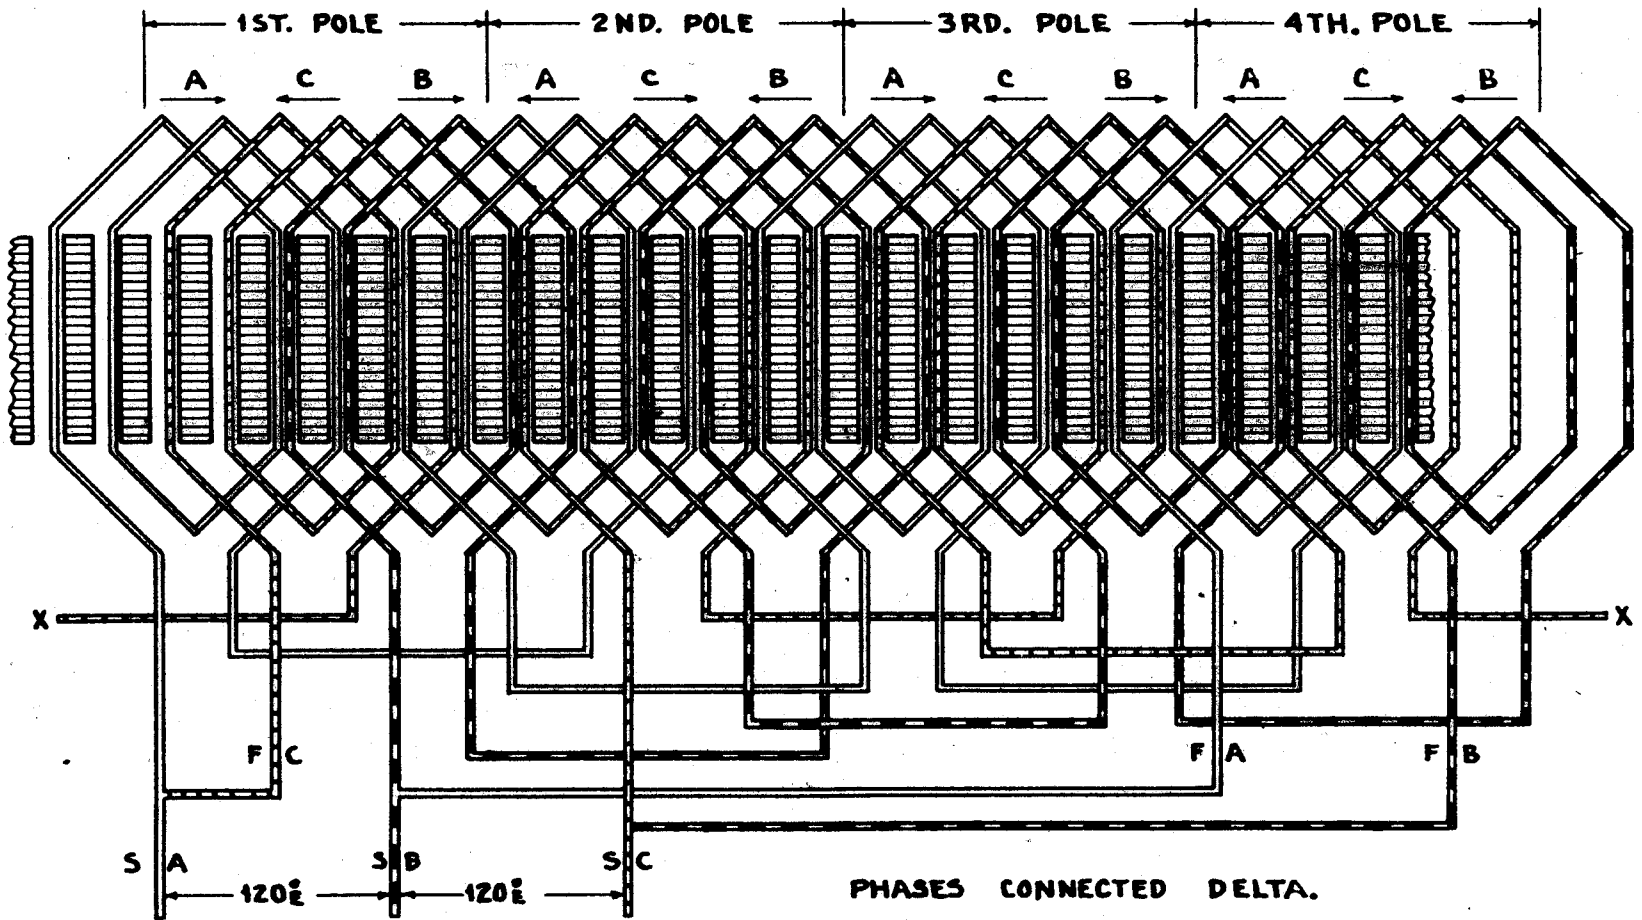 1ST. POLE 2ND. POLE 3RD. POLE 4TH. POLE
A C B A C B A C B A C B
X X
F C F A F B
S A S B S C
120°E 120°E
PHASES CONNECTED DELTA.